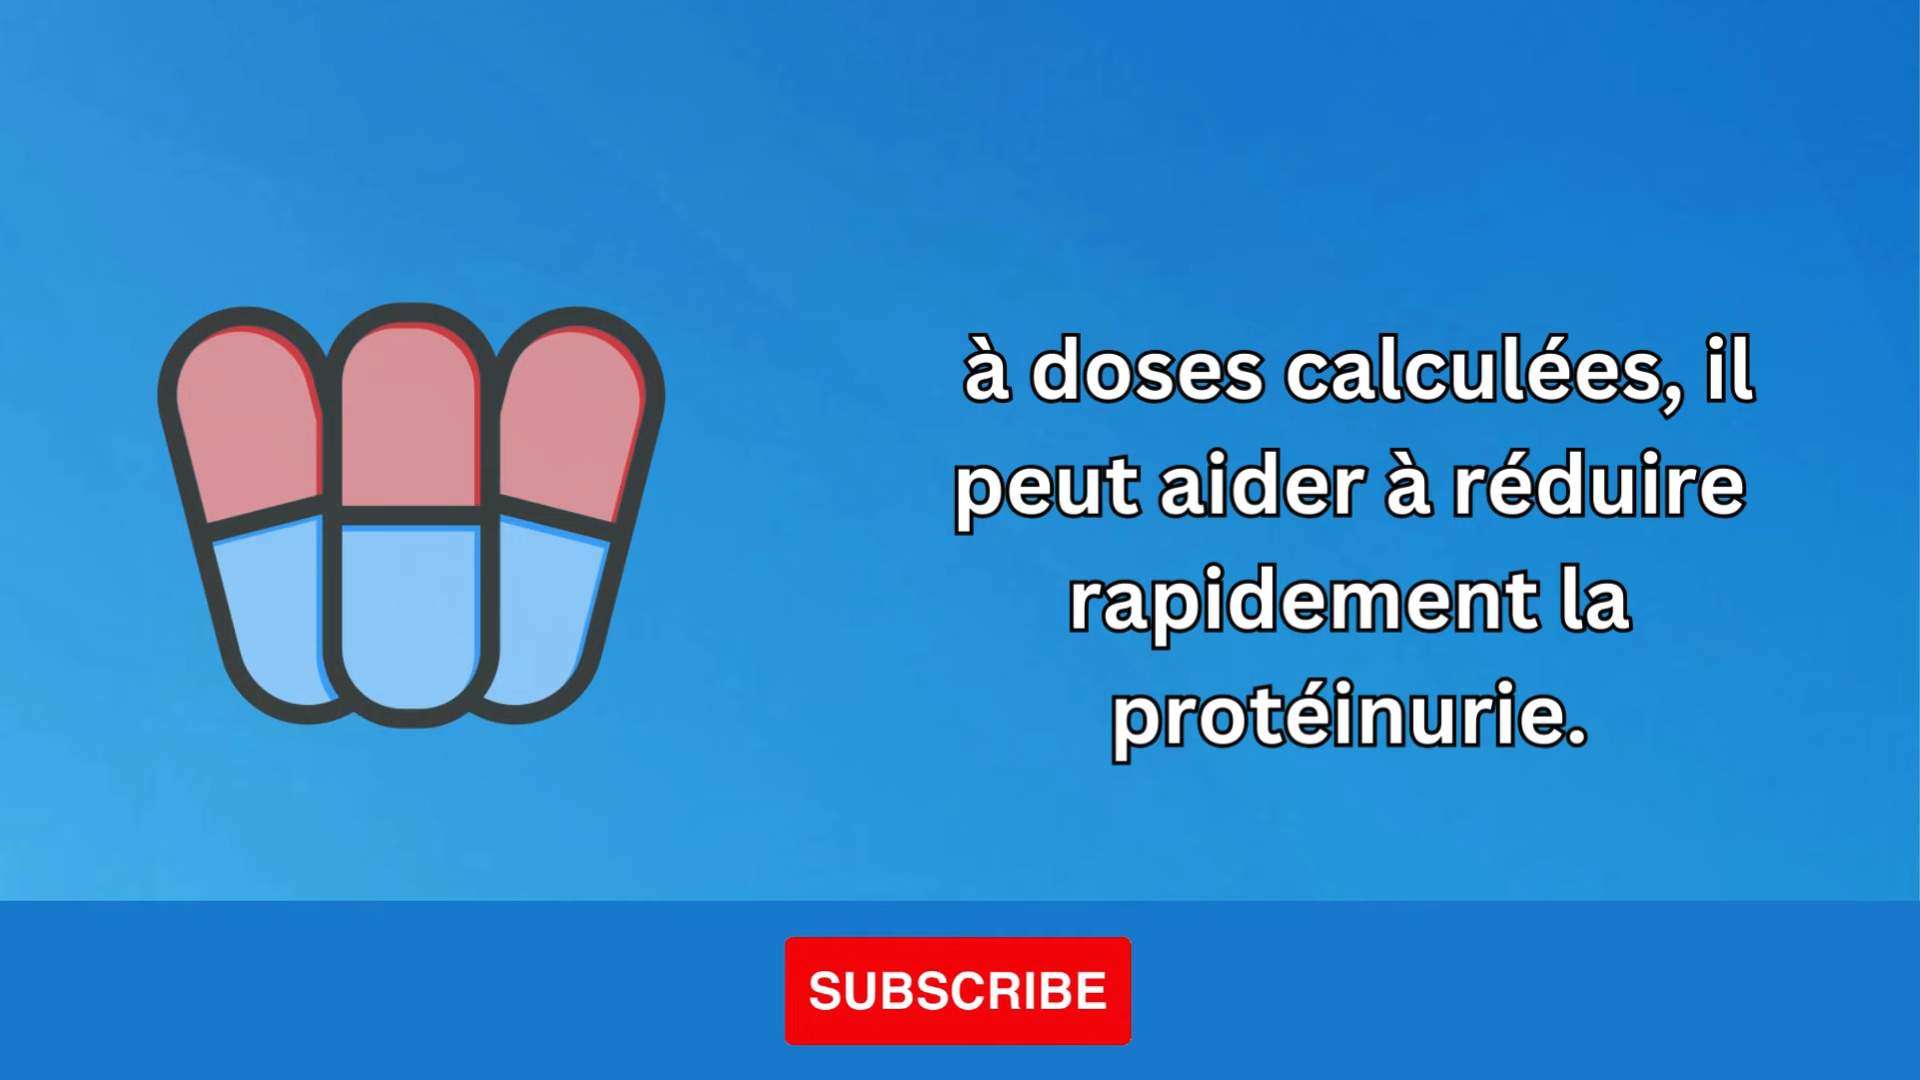 à doses calculées, il
peut aider à réduire
rapidement la
protéinurie.
SUBSCRIBE